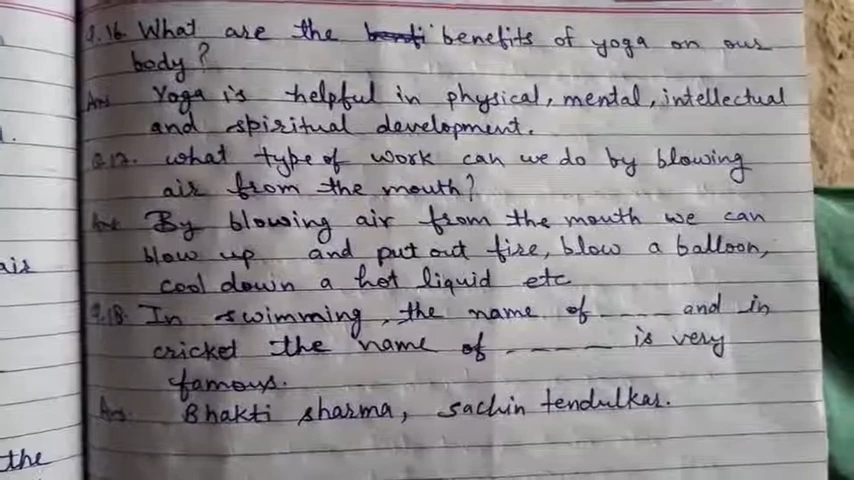 Q.16. What are the benefits of yoga on our
body?
Ans Yoga is helpful in physical, mental, intellectual
and spiritual development.
Q.17. what type of work can we do by blowing
air from the mouth?
Ans By blowing air from the mouth we can
blow up and put out fire, blow a balloon,
cool down a hot liquid etc.
Q.18. In swimming, the name of _____ and in
cricket the name of _______ is very
famous.
Ans. Bhakti sharma, sachin tendulkar.
air
the